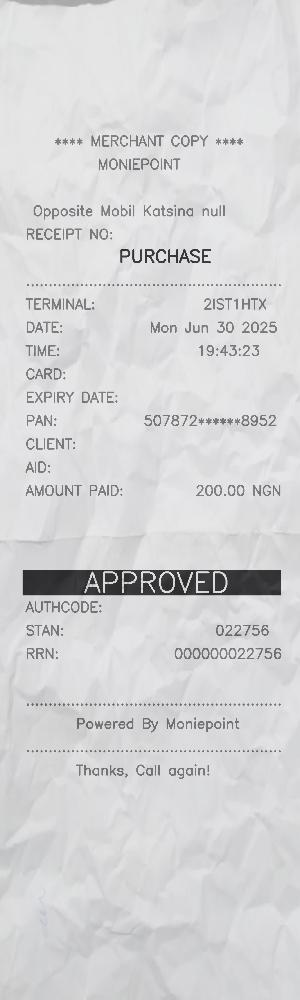 **** MERCHANT COPY ****
MONIEPOINT
Opposite Mobil Katsina null
RECEIPT NO:
PURCHASE
TERMINAL: 2IST1HTX
DATE: Mon Jun 30 2025
TIME: 19:43:23
CARD:
EXPIRY DATE:
PAN: 507872******8952
CLIENT:
AID:
AMOUNT PAID: 200.00 NGN
APPROVED
AUTHCODE:
STAN: 022756
RRN: 000000022756
Powered By Moniepoint
Thanks, Call again!